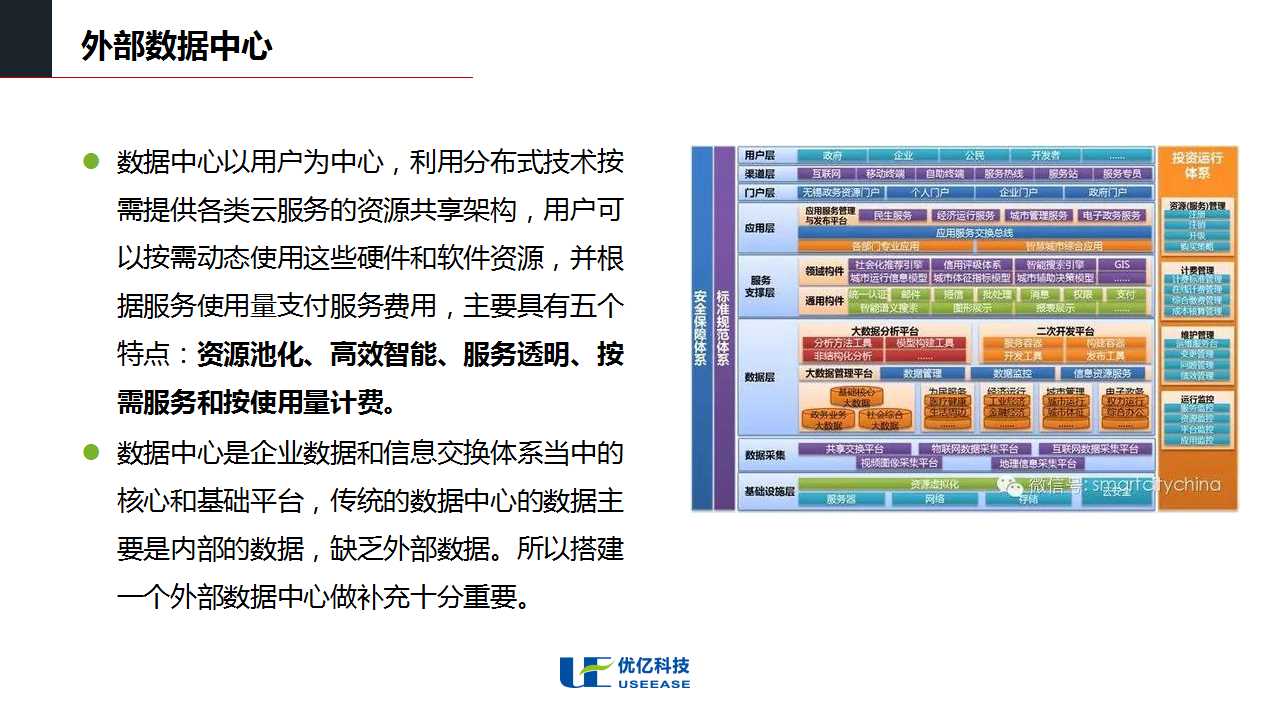 外部数据中心
数据中心以用户为中心，利用分布式技术按
需提供各类云服务的资源共享架构，用户可
以按需动态使用这些硬件和软件资源，并根
据服务使用量支付服务费用，主要具有五个
特点：资源池化、高效智能、服务透明、按
需服务和按使用量计费。
数据中心是企业数据和信息交换体系当中的
核心和基础平台，传统的数据中心的数据主
要是内部的数据，缺乏外部数据。所以搭建
一个外部数据中心做补充十分重要。
安全保障体系
标准规范体系
用户层 政府 企业 公民 开发者 ......
渠道层 互联网 移动终端 自助终端 服务热线 服务站 服务专员
门户层 无锡政务资源门户 个人门户 企业门户 政府门户
应用层
应用服务管理
与发布平台
民生服务 经济运行服务 城市管理服务 电子政务服务
应用服务交换总线
各部门专业应用 智慧城市综合应用
服务
支撑层
领域构件
社会化推荐引擎 信用评级体系 智能搜索引擎 GIS
城市运行信息模型 城市体征指标模型 城市辅助决策模型 ......
通用构件
统一认证 邮件 短信 批处理 消息 权限 支付
智能语义搜索 图形展示 报表展示 ......
数据层
大数据分析平台 二次开发平台
分析方法工具 模型构建工具 服务容器 构建容器
非结构化分析 ...... 开发工具 发布工具
大数据管理平台 数据管理 数据监控 信息资源服务
基础核心
大数据
政务业务
大数据
社会综合
大数据
为民服务 经济运行 城市管理 电子政务
医疗健康 工业经济 城市运行 权力运行
生活周边 金融经济 城市体征 综合办公
...... ...... ...... ......
数据采集
共享交换平台 物联网数据采集平台 互联网数据采集平台
视频图像采集平台 地理信息采集平台
基础设施层
资源虚拟化
服务器 网络 存储 云安全
微信号: smartcitychina
投资运行
体系
资源(服务)管理
注册
注销
升级
购买策略
计费管理
计费标准管理
在线计费管理
综合缴费管理
成本核算管理
维护管理
运维服务台
变更管理
问题管理
绩效管理
运行监控
服务监控
资源监控
平台监控
应用监控
优亿科技
USEEASE